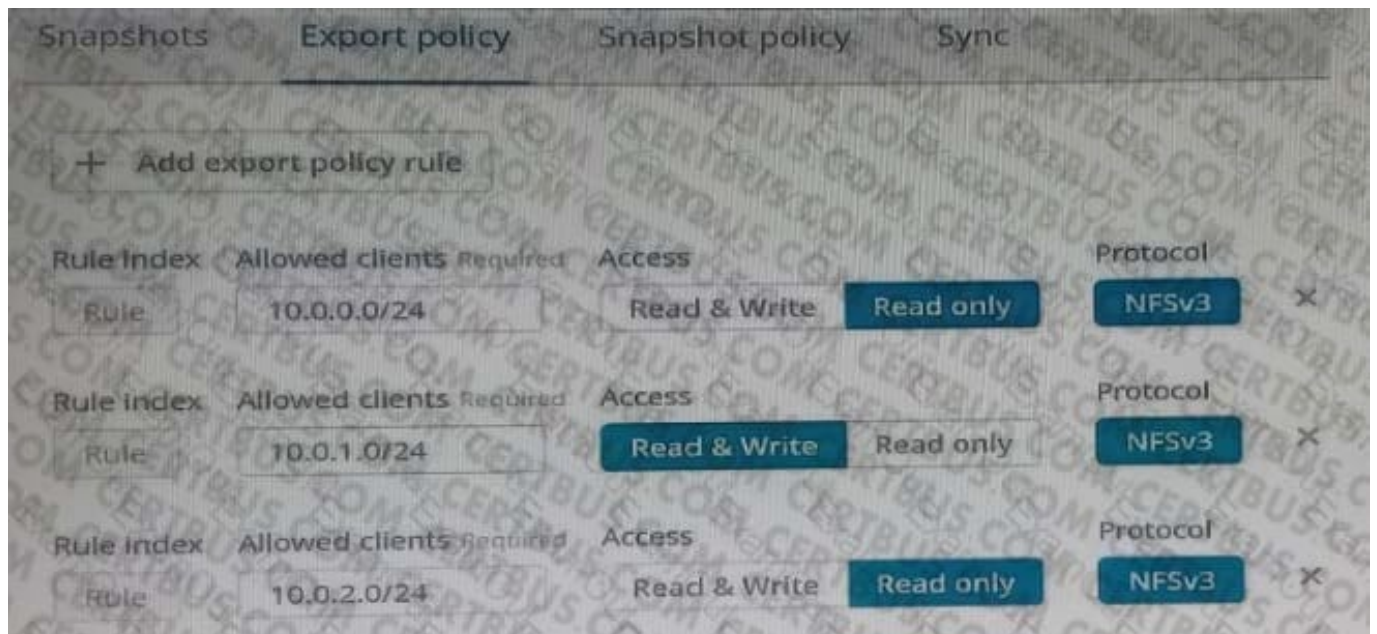 Snapshots Export policy Snapshot policy Sync
+ Add export policy rule
Rule Index Allowed clients Required Access Protocol
Rule 10.0.0.0/24 Read & Write Read only NFSv3 ×
Rule index Allowed clients Required Access Protocol
Rule 10.0.1.0/24 Read & Write Read only NFSv3 ×
Rule index Allowed clients Required Access Protocol
Rule 10.0.2.0/24 Read & Write Read only NFSv3 ×